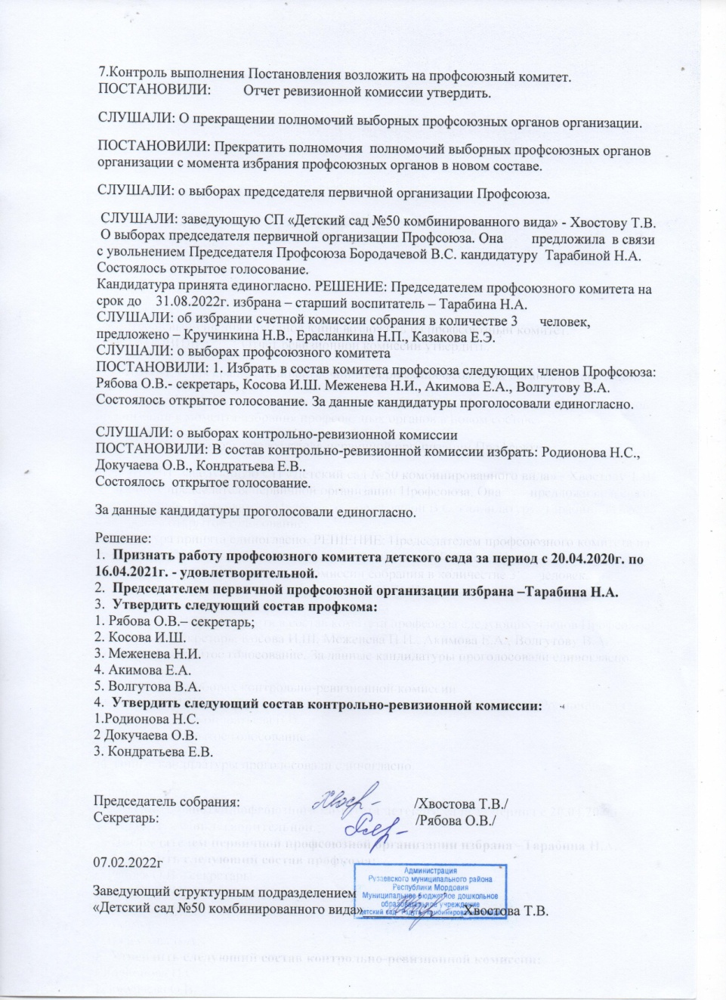 7.Контроль выполнения Постановления возложить на профсоюзный комитет.
ПОСТАНОВИЛИ: Отчет ревизионной комиссии утвердить.
СЛУШАЛИ: О прекращении полномочий выборных профсоюзных органов организации.
ПОСТАНОВИЛИ: Прекратить полномочия полномочий выборных профсоюзных органов
организации с момента избрания профсоюзных органов в новом составе.
СЛУШАЛИ: о выборах председателя первичной организации Профсоюза.
СЛУШАЛИ: заведующую СП «Детский сад №50 комбинированного вида» - Хвостову Т.В.
О выборах председателя первичной организации Профсоюза. Она предложила в связи
с увольнением Председателя Профсоюза Бородачевой В.С. кандидатуру Тарабиной Н.А.
Состоялось открытое голосование.
Кандидатура принята единогласно. РЕШЕНИЕ: Председателем профсоюзного комитета на
срок до 31.08.2022г. избрана – старший воспитатель – Тарабина Н.А.
СЛУШАЛИ: об избрании счетной комиссии собрания в количестве 3 человек,
предложено – Кручинкина Н.В., Ерасланкина Н.П., Казакова Е.Э.
СЛУШАЛИ: о выборах профсоюзного комитета
ПОСТАНОВИЛИ: 1. Избрать в состав комитета профсоюза следующих членов Профсоюза:
Рябова О.В.- секретарь, Косова И.Ш. Меженева Н.И., Акимова Е.А., Волгутову В.А.
Состоялось открытое голосование. За данные кандидатуры проголосовали единогласно.
СЛУШАЛИ: о выборах контрольно-ревизионной комиссии
ПОСТАНОВИЛИ: В состав контрольно-ревизионной комиссии избрать: Родионова Н.С.,
Докучаева О.В., Кондратьева Е.В..
Состоялось открытое голосование.
За данные кандидатуры проголосовали единогласно.
Решение:
1. Признать работу профсоюзного комитета детского сада за период с 20.04.2020г. по
16.04.2021г. - удовлетворительной.
2. Председателем первичной профсоюзной организации избрана –Тарабина Н.А.
3. Утвердить следующий состав профкома:
1. Рябова О.В.– секретарь;
2. Косова И.Ш.
3. Меженева Н.И.
4. Акимова Е.А.
5. Волгутова В.А.
4. Утвердить следующий состав контрольно-ревизионной комиссии:
1.Родионова Н.С.
2 Докучаева О.В.
3. Кондратьева Е.В.
Председатель собрания: /Хвостова Т.В./
Секретарь: /Рябова О.В./
07.02.2022г
Администрация
Рузаевского муниципального района
Республики Мордовия
Муниципальное бюджетное дошкольное
образовательное учреждение
Заведующий структурным подразделением
«Детский сад №50 комбинированного вида» Хвостова Т.В.